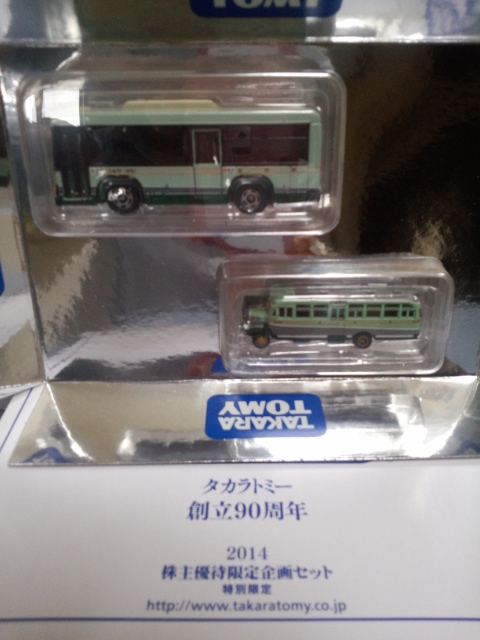 TOMY
TAKARA
TOMY
タカラトミー
創立90周年
2014
株主優待限定企画セット
特別限定
http://www.takaratomy.co.jp